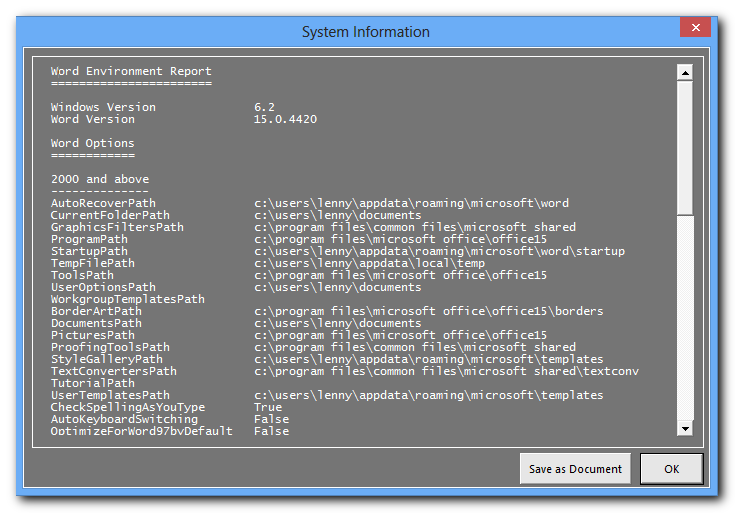 System Information
Word Environment Report
=======================
Windows Version 6.2
Word Version 15.0.4420
Word Options
============
2000 and above
--------------
AutoRecoverPath c:\users\lenny\appdata\roaming\microsoft\word
CurrentFolderPath c:\users\lenny\documents
GraphicsFiltersPath c:\program files\common files\microsoft shared
ProgramPath c:\program files\microsoft office\office15
StartupPath c:\users\lenny\appdata\roaming\microsoft\word\startup
TempFilePath c:\users\lenny\appdata\local\temp
ToolsPath c:\program files\microsoft office\office15
UserOptionsPath c:\users\lenny\documents
WorkgroupTemplatesPath
BorderArtPath c:\program files\microsoft office\office15\borders
DocumentsPath c:\users\lenny\documents
PicturesPath c:\program files\microsoft office\office15
ProofingToolsPath c:\program files\common files\microsoft shared
StyleGalleryPath c:\users\lenny\appdata\roaming\microsoft\templates
TextConvertersPath c:\program files\common files\microsoft shared\textconv
TutorialPath
UserTemplatesPath c:\users\lenny\appdata\roaming\microsoft\templates
CheckSpellingAsYouType True
AutoKeyboardSwitching False
OptimizeForWord97byDefault False
Save as Document OK